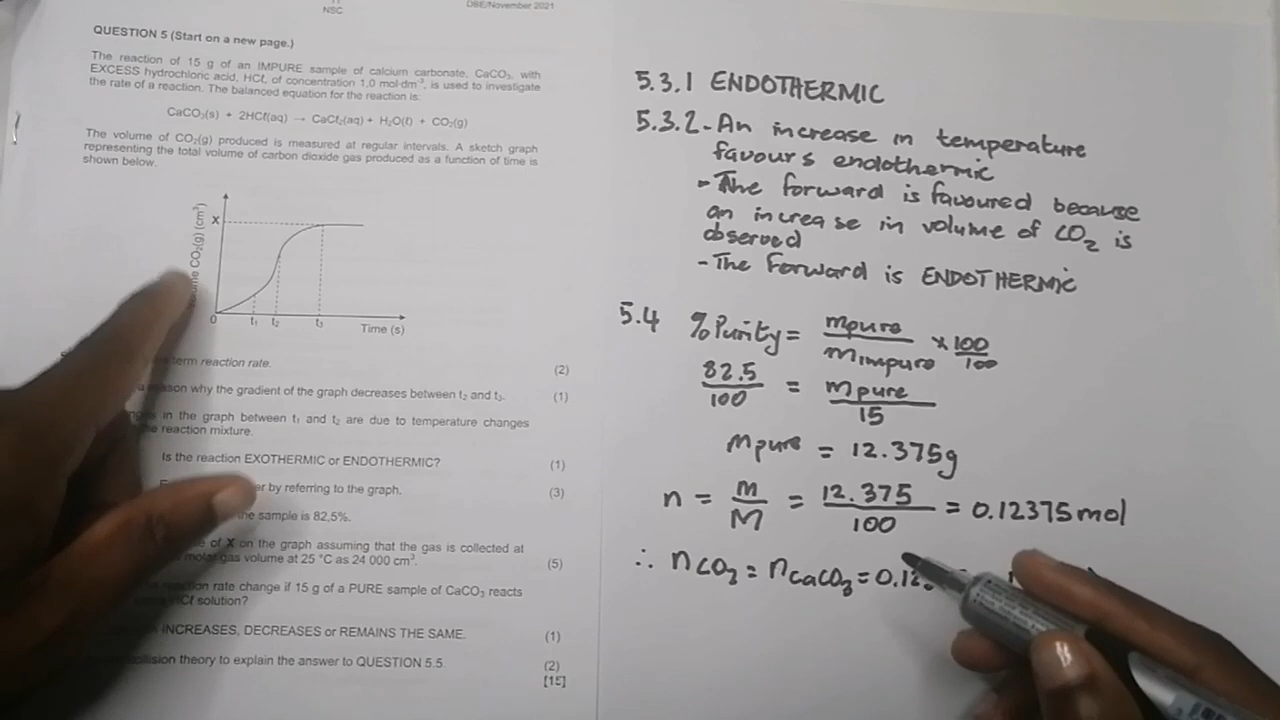 NSC
DBE/November 2021
QUESTION 5 (Start on a new page.)
The reaction of 15 g of an IMPURE sample of calcium carbonate, CaCO₃, with
EXCESS hydrochloric acid, HCℓ, of concentration 1,0 mol·dm⁻³, is used to investigate
the rate of a reaction. The balanced equation for the reaction is:
CaCO₃(s) + 2HCℓ(aq) → CaCℓ₂(aq) + H₂O(ℓ) + CO₂(g)
The volume of CO₂(g) produced is measured at regular intervals. A sketch graph
representing the total volume of carbon dioxide gas produced as a function of time is
shown below.
CO₂(g) (cm³)
X
0
t₁ t₂ t₃
Time (s)
term reaction rate.
(2)
reason why the gradient of the graph decreases between t₂ and t₃.
(1)
in the graph between t₁ and t₂ are due to temperature changes
reaction mixture.
Is the reaction EXOTHERMIC or ENDOTHERMIC?
(1)
by referring to the graph.
(3)
the sample is 82,5%.
of X on the graph assuming that the gas is collected at
molar gas volume at 25 °C as 24 000 cm³.
(5)
reaction rate change if 15 g of a PURE sample of CaCO₃ reacts
HCℓ solution?
INCREASES, DECREASES or REMAINS THE SAME.
(1)
collision theory to explain the answer to QUESTION 5.5.
(2)
[15]
5.3.1 ENDOTHERMIC
5.3.2 - An increase in temperature
favours endothermic
- The forward is favoured because
an increase in volume of CO₂ is
observed
- The forward is ENDOTHERMIC
5.4 % Purity = mpure / mimpure × 100/100
82.5/100 = mpure/15
mpure = 12.375g
n = m/M = 12.375/100 = 0.12375 mol
∴ nCO₂ = nCaCO₃ = 0.12